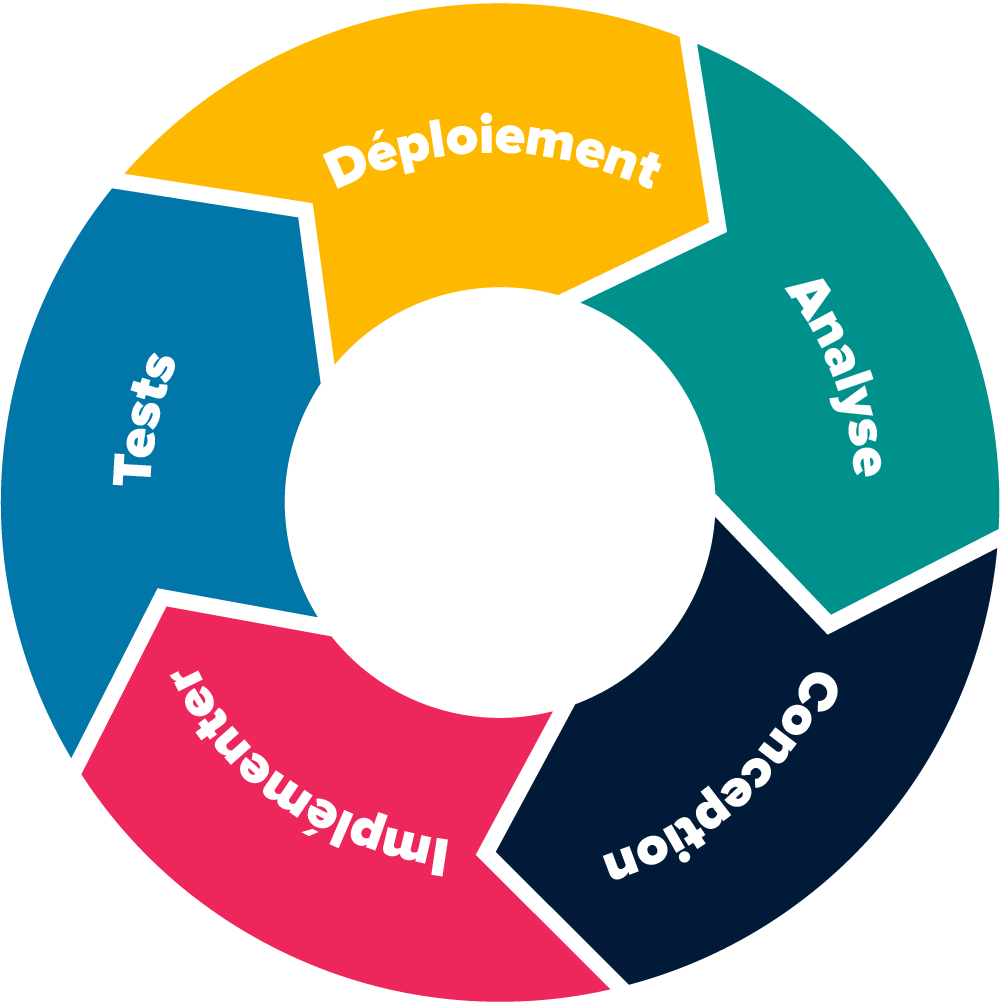 Déploiement
Analyse
Conception
Implémenter
Tests